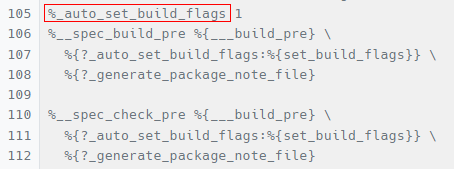 105 %_auto_set_build_flags 1
106 %__spec_build_pre %{___build_pre} \
107   %{?_auto_set_build_flags:%{set_build_flags}} \
108   %{?_generate_package_note_file}
109
110 %__spec_check_pre %{___build_pre} \
111   %{?_auto_set_build_flags:%{set_build_flags}} \
112   %{?_generate_package_note_file}